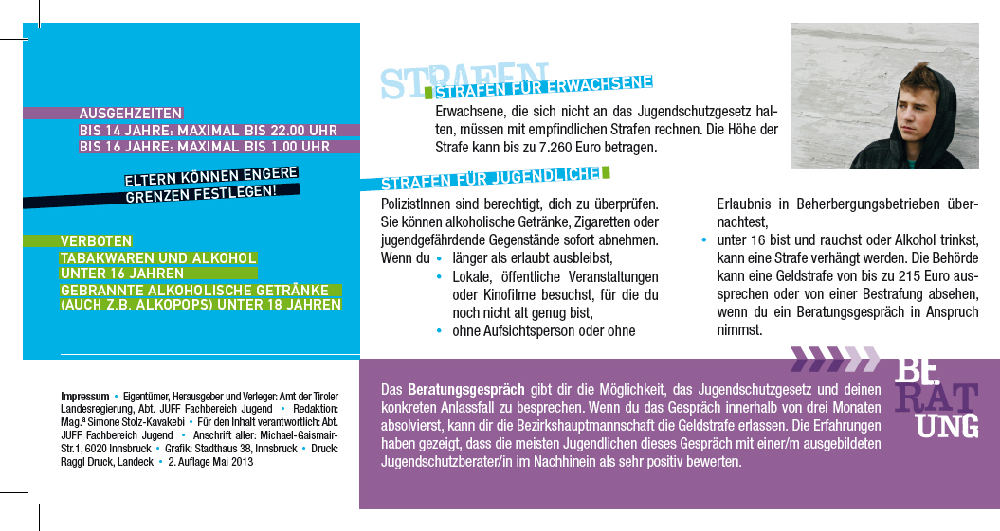 AUSGEHZEITEN
BIS 14 JAHRE: MAXIMAL BIS 22.00 UHR
BIS 16 JAHRE: MAXIMAL BIS 1.00 UHR
ELTERN KÖNNEN ENGERE
GRENZEN FESTLEGEN!
VERBOTEN
TABAKWAREN UND ALKOHOL
UNTER 16 JAHREN
GEBRANNTE ALKOHOLISCHE GETRÄNKE
(AUCH Z.B. ALKOPOPS) UNTER 18 JAHREN
Impressum • Eigentümer, Herausgeber und Verleger: Amt der Tiroler
Landesregierung, Abt. JUFF Fachbereich Jugend • Redaktion:
Mag.ª Simone Stolz-Kavakebi • Für den Inhalt verantwortlich: Abt.
JUFF Fachbereich Jugend • Anschrift aller: Michael-Gaismair-
Str. 1, 6020 Innsbruck • Grafik: Stadthaus 38, Innsbruck • Druck:
Raggl Druck, Landeck • 2. Auflage Mai 2013
STRAFEN
STRAFEN FÜR ERWACHSENE
Erwachsene, die sich nicht an das Jugendschutzgesetz hal-
ten, müssen mit empfindlichen Strafen rechnen. Die Höhe der
Strafe kann bis zu 7.260 Euro betragen.
STRAFEN FÜR JUGENDLICHE
PolizistInnen sind berechtigt, dich zu überprüfen.
Sie können alkoholische Getränke, Zigaretten oder
jugendgefährdende Gegenstände sofort abnehmen.
Wenn du • länger als erlaubt ausbleibst,
• Lokale, öffentliche Veranstaltungen
oder Kinofilme besuchst, für die du
noch nicht alt genug bist,
• ohne Aufsichtsperson oder ohne
Erlaubnis in Beherbergungsbetrieben über-
nachtest,
• unter 16 bist und rauchst oder Alkohol trinkst,
kann eine Strafe verhängt werden. Die Behörde
kann eine Geldstrafe von bis zu 215 Euro aus-
sprechen oder von einer Bestrafung absehen,
wenn du ein Beratungsgespräch in Anspruch
nimmst.
Das Beratungsgespräch gibt dir die Möglichkeit, das Jugendschutzgesetz und deinen
konkreten Anlassfall zu besprechen. Wenn du das Gespräch innerhalb von drei Monaten
absolvierst, kann dir die Bezirkshauptmannschaft die Geldstrafe erlassen. Die Erfahrungen
haben gezeigt, dass die meisten Jugendlichen dieses Gespräch mit einer/m ausgebildeten
Jugendschutzberater/in im Nachhinein als sehr positiv bewerten.
BE
RAT
UNG